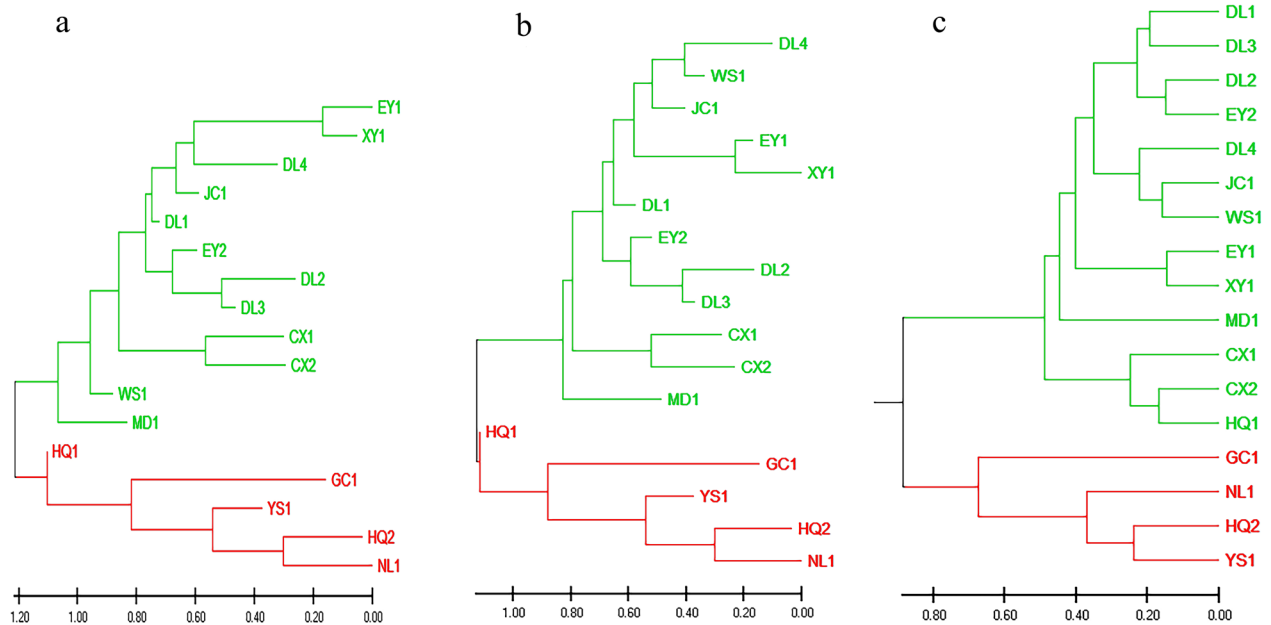 a
EY1
XY1
DL4
JC1
DL1
EY2
DL2
DL3
CX1
CX2
WS1
MD1
HQ1
GC1
YS1
HQ2
NL1
1.20 1.00 0.80 0.60 0.40 0.20 0.00
b
DL4
WS1
JC1
EY1
XY1
DL1
EY2
DL2
DL3
CX1
CX2
MD1
HQ1
GC1
YS1
HQ2
NL1
1.00 0.80 0.60 0.40 0.20 0.00
c
DL1
DL3
DL2
EY2
DL4
JC1
WS1
EY1
XY1
MD1
CX1
CX2
HQ1
GC1
NL1
HQ2
YS1
0.80 0.60 0.40 0.20 0.00